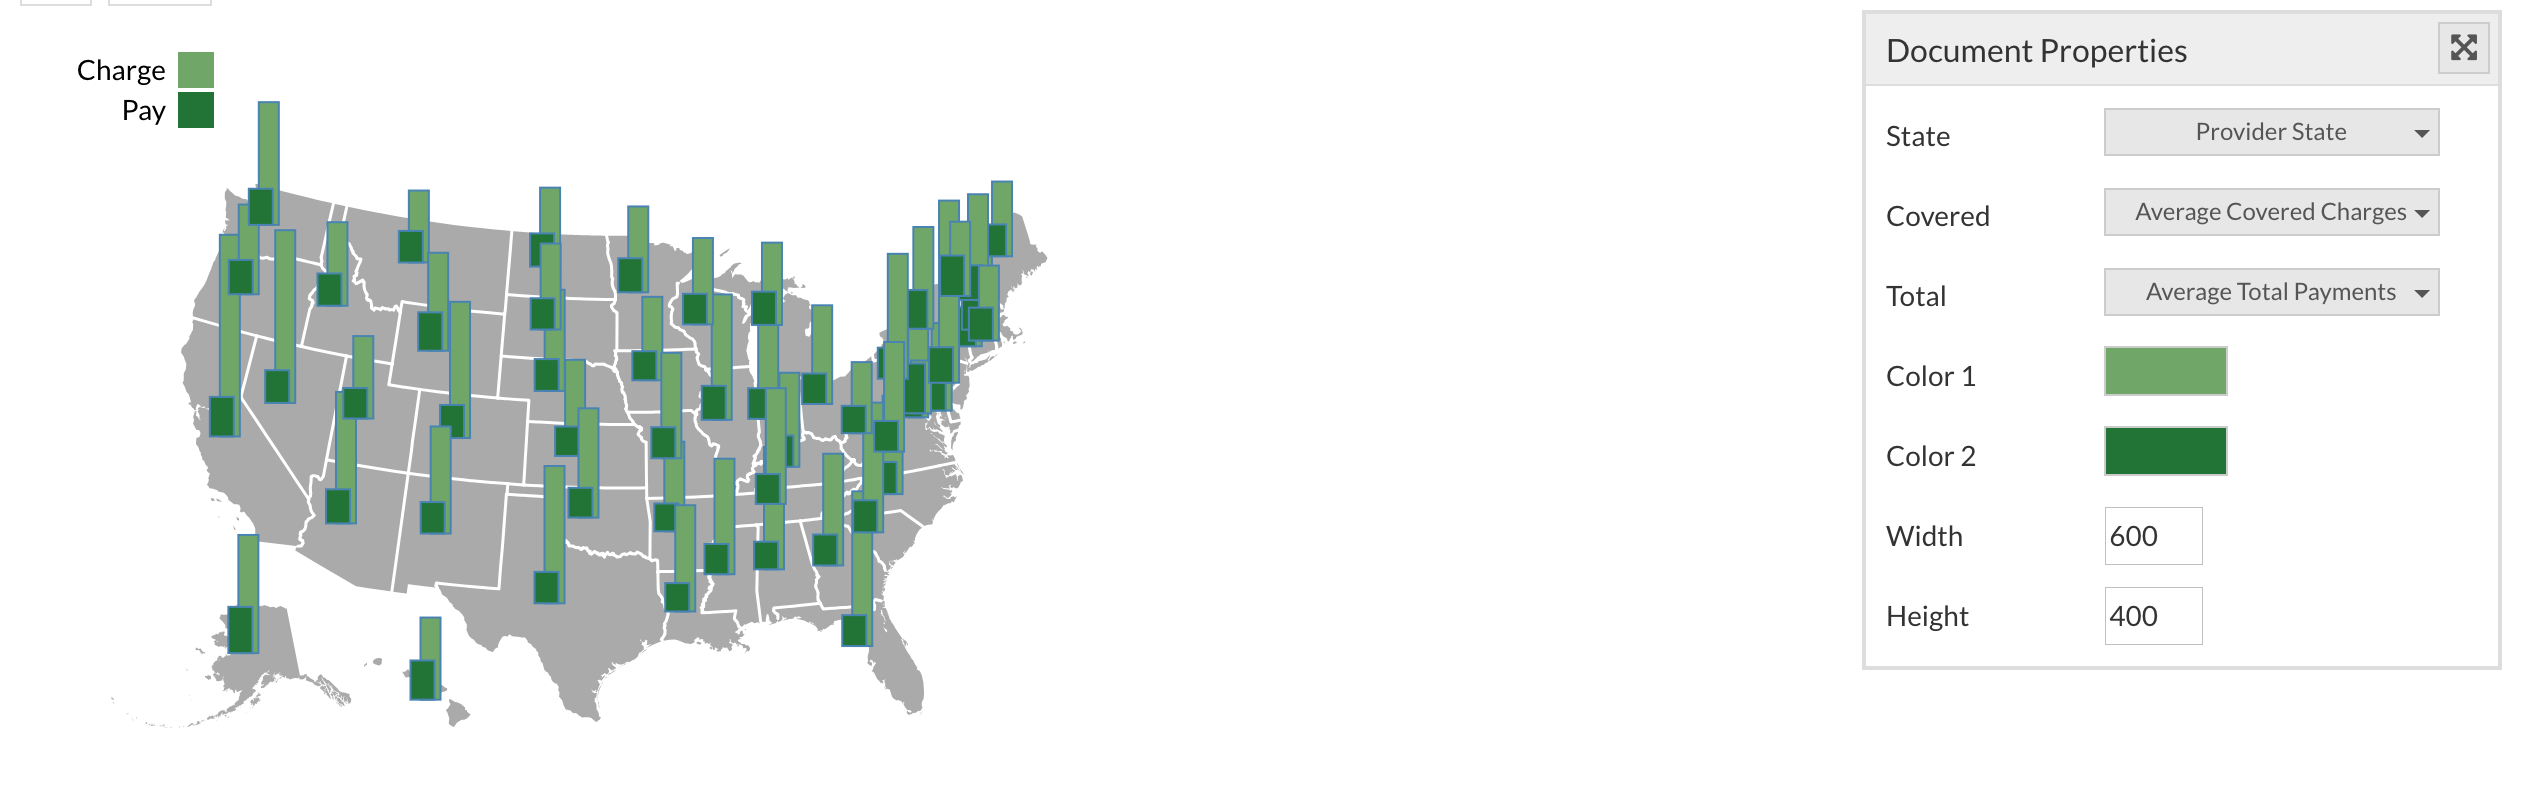 Charge
Pay
Document Properties
State
Provider State
Covered
Average Covered Charges
Total
Average Total Payments
Color 1
Color 2
Width
600
Height
400